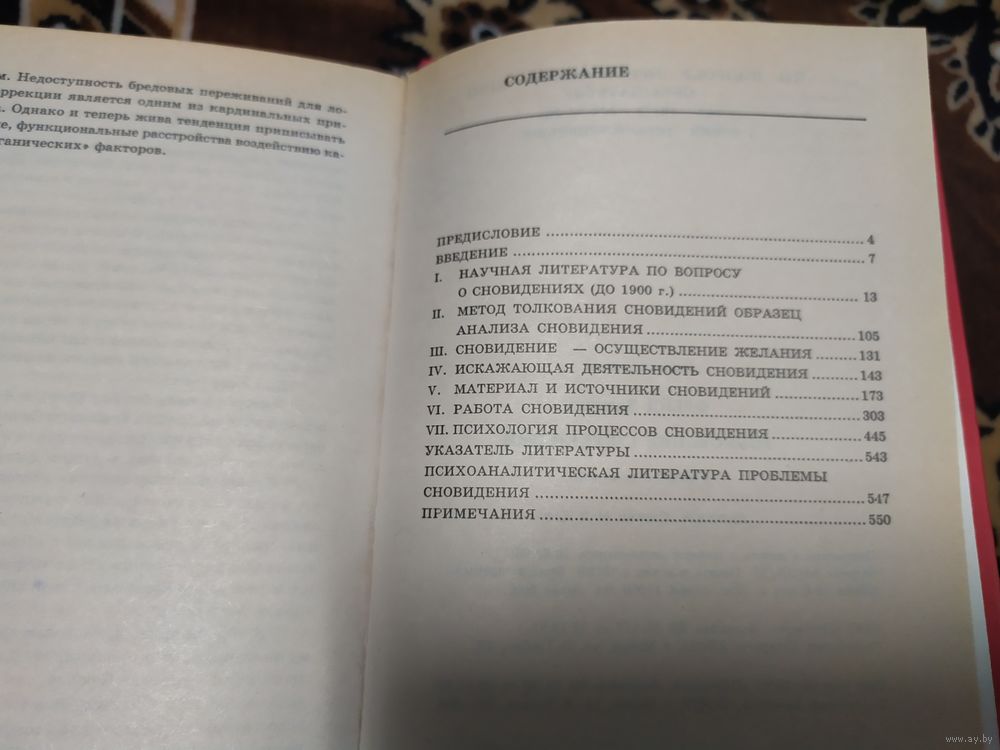 м. Недоступность бредовых переживаний для ло-
ррекции является одним из кардинальных при-
. Однако и теперь жива тенденция приписывать
е, функциональные расстройства воздействию ка-
ганических» факторов.
СОДЕРЖАНИЕ
ПРЕДИСЛОВИЕ ........ 4
ВВЕДЕНИЕ ........ 7
I. НАУЧНАЯ ЛИТЕРАТУРА ПО ВОПРОСУ
О СНОВИДЕНИЯХ (ДО 1900 г.) ........ 13
II. МЕТОД ТОЛКОВАНИЯ СНОВИДЕНИЙ ОБРАЗЕЦ
АНАЛИЗА СНОВИДЕНИЯ ........ 105
III. СНОВИДЕНИЕ — ОСУЩЕСТВЛЕНИЕ ЖЕЛАНИЯ ........ 131
IV. ИСКАЖАЮЩАЯ ДЕЯТЕЛЬНОСТЬ СНОВИДЕНИЯ ........ 143
V. МАТЕРИАЛ И ИСТОЧНИКИ СНОВИДЕНИЙ ........ 173
VI. РАБОТА СНОВИДЕНИЯ ........ 303
VII. ПСИХОЛОГИЯ ПРОЦЕССОВ СНОВИДЕНИЯ ........ 445
УКАЗАТЕЛЬ ЛИТЕРАТУРЫ ........ 543
ПСИХОАНАЛИТИЧЕСКАЯ ЛИТЕРАТУРА ПРОБЛЕМЫ
СНОВИДЕНИЯ ........ 547
ПРИМЕЧАНИЯ ........ 550
www.ay.by